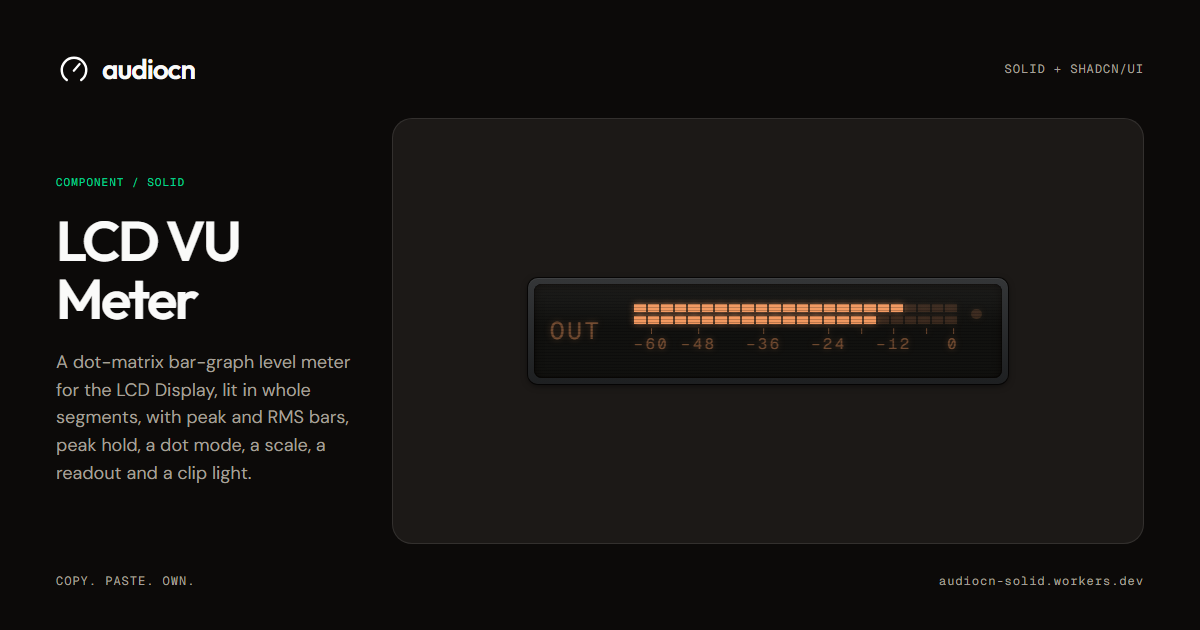 audiocn
SOLID + SHADCN/UI
COMPONENT / SOLID
LCD VU
Meter
A dot-matrix bar-graph level meter
for the LCD Display, lit in whole
segments, with peak and RMS bars,
peak hold, a dot mode, a scale, a
readout and a clip light.
OUT
-60 -48 -36 -24 -12 0
COPY. PASTE. OWN.
audiocn-solid.workers.dev